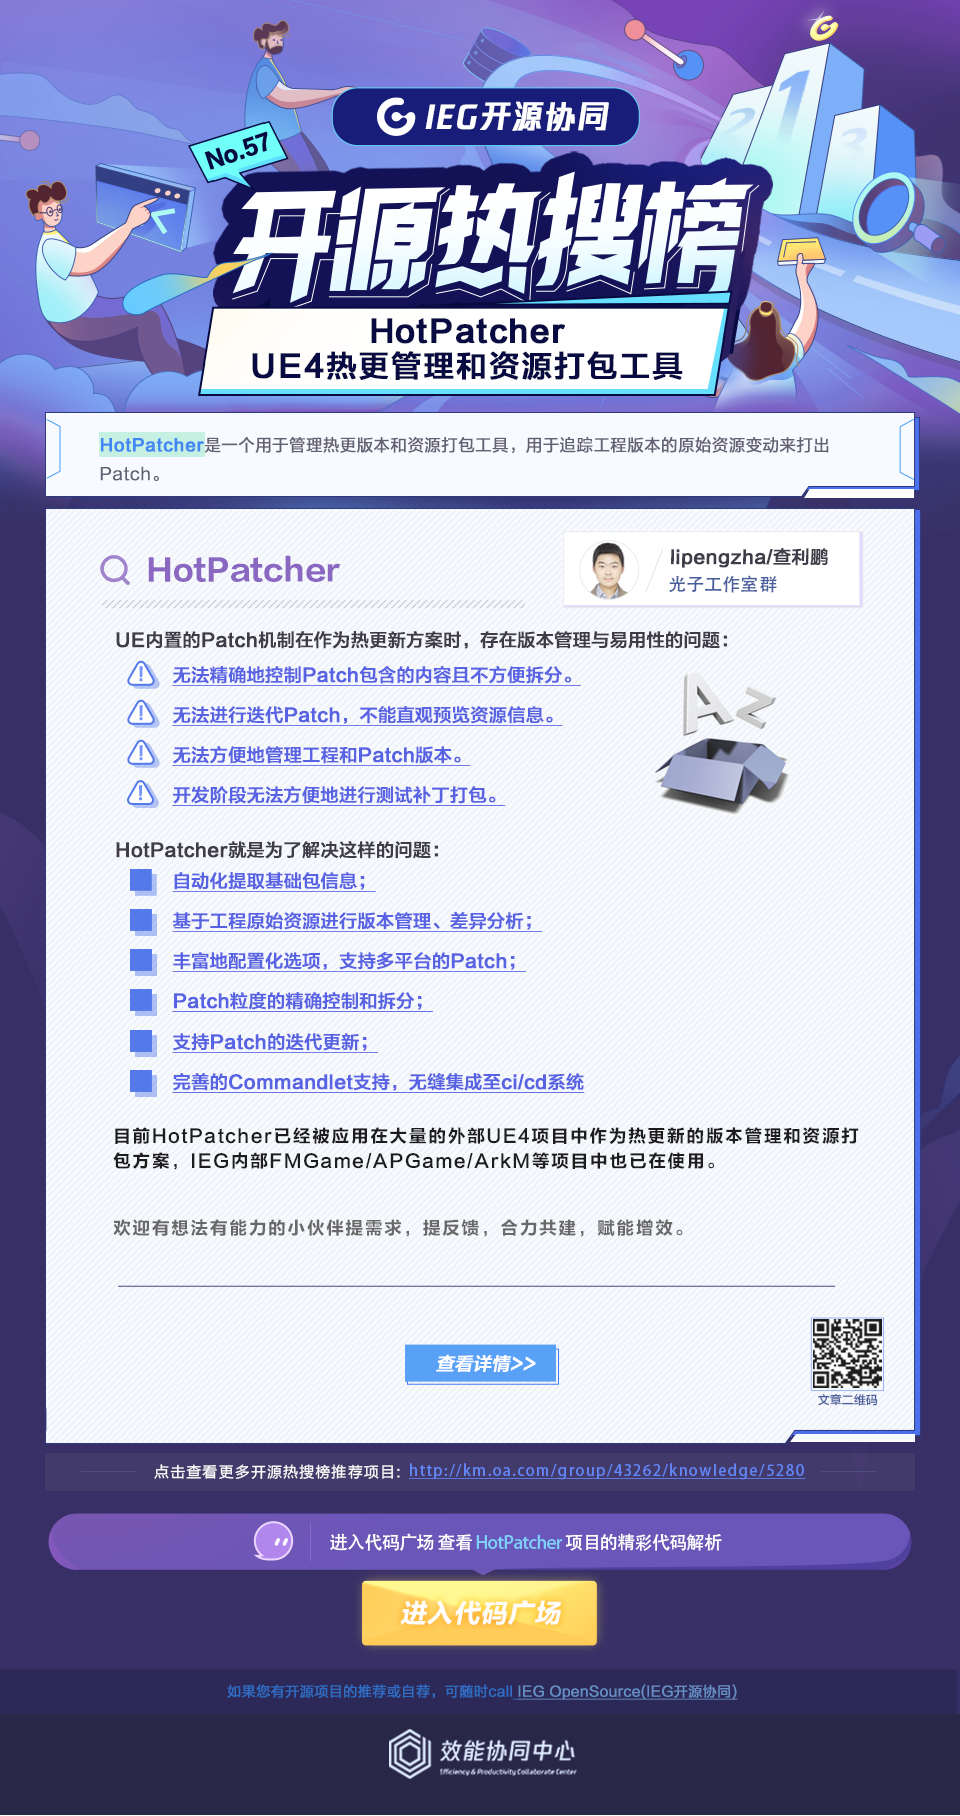 IEG开源协同
No.57
开源热搜榜
1
2
3
HotPatcher
UE4热更管理和资源打包工具
HotPatcher是一个用于管理热更版本和资源打包工具，用于追踪工程版本的原始资源变动来打出
Patch。
HotPatcher
lipengzha/查利鹏
光子工作室群
UE内置的Patch机制在作为热更新方案时，存在版本管理与易用性的问题：
无法精确地控制Patch包含的内容且不方便拆分。
无法进行迭代Patch，不能直观预览资源信息。
无法方便地管理工程和Patch版本。
开发阶段无法方便地进行测试补丁打包。
A Z
HotPatcher就是为了解决这样的问题：
自动化提取基础包信息；
基于工程原始资源进行版本管理、差异分析；
丰富地配置化选项，支持多平台的Patch；
Patch粒度的精确控制和拆分；
支持Patch的迭代更新；
完善的Commandlet支持，无缝集成至ci/cd系统
目前HotPatcher已经被应用在大量的外部UE4项目中作为热更新的版本管理和资源打
包方案，IEG内部FMGame/APGame/ArkM等项目中也已在使用。
欢迎有想法有能力的小伙伴提需求，提反馈，合力共建，赋能增效。
查看详情>>
文章二维码
点击查看更多开源热搜榜推荐项目：http://km.oa.com/group/43262/knowledge/5280
进入代码广场 查看 HotPatcher 项目的精彩代码解析
进入代码广场
如果您有开源项目的推荐或自荐，可随时call IEG OpenSource(IEG开源协同)
效能协同中心
Efficiency & Productivity Collaborate Center